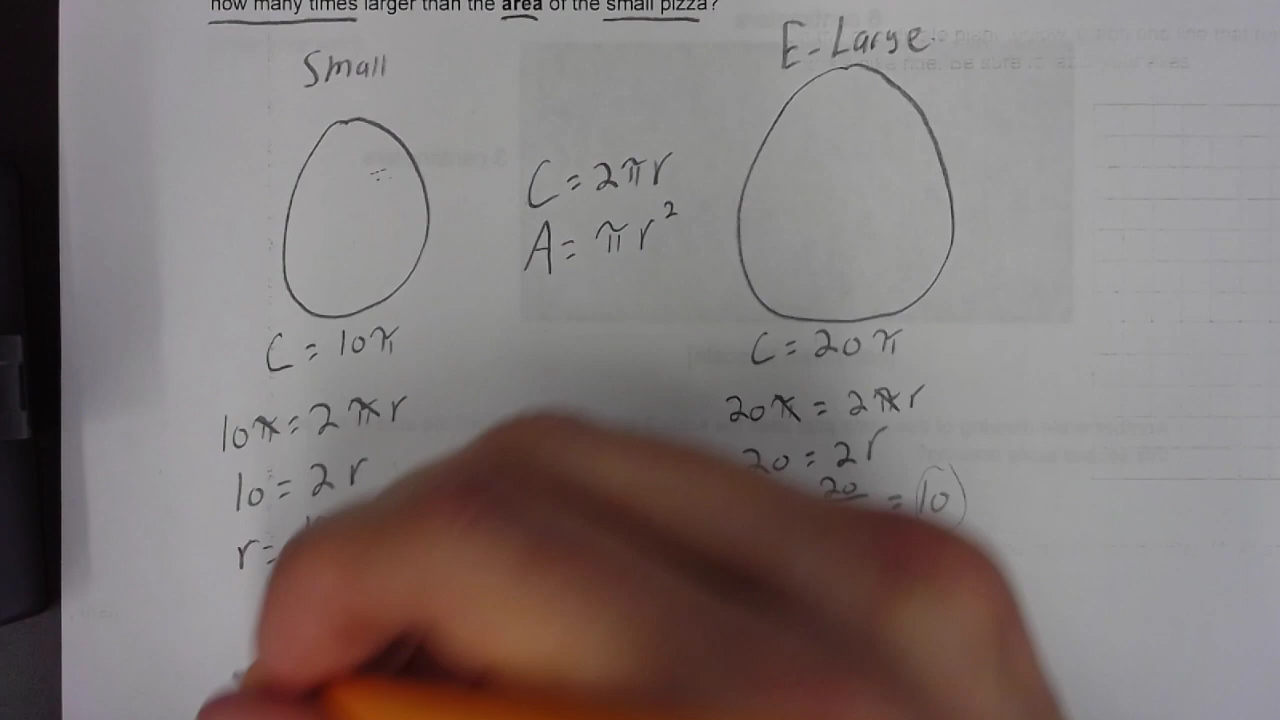 how many times larger than the area of the small pizza?
Small
E-Large
C = 2πr
A = πr²
C = 10π
C = 20π
10π = 2πr
20π = 2πr
10 = 2r
20 = 2r
20 = 10
r =